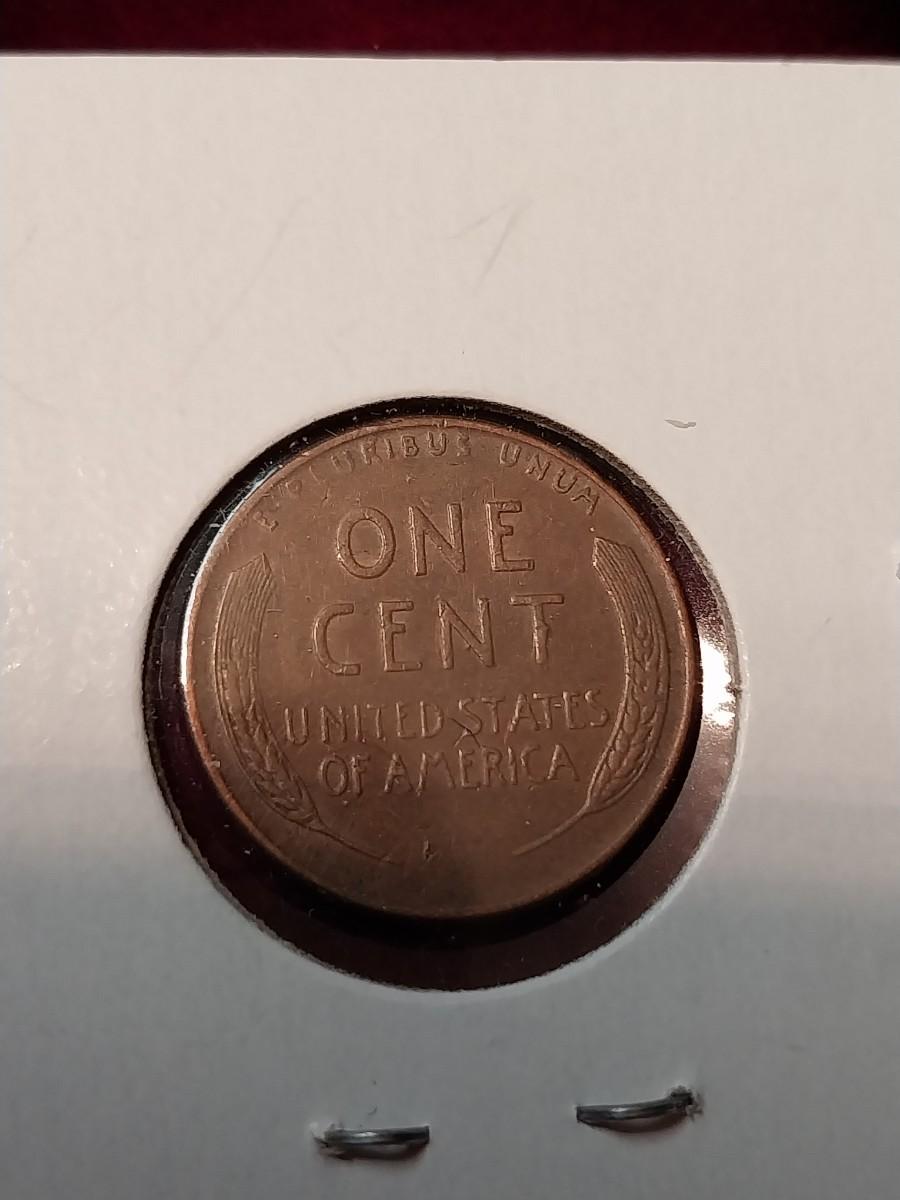 E PLURIBUS UNUM
ONE
CENT
UNITED STATES
OF AMERICA